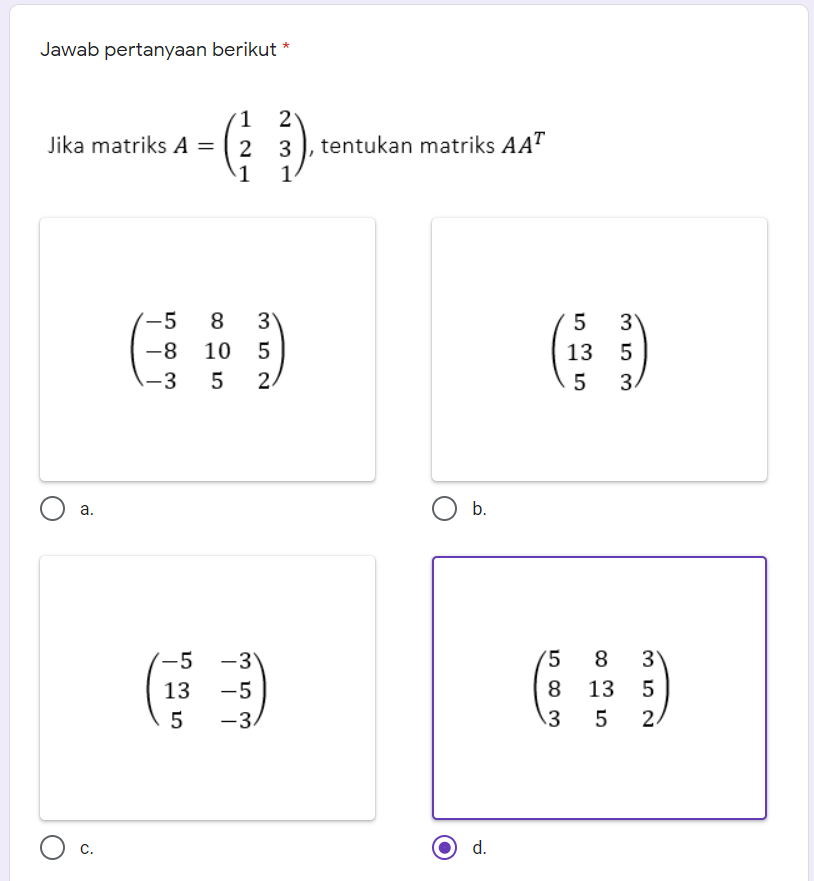 Jawab pertanyaan berikut *
Jika matriks A = ( 1 2 ; 2 3 ; 1 1 ), tentukan matriks AAᵀ
( −5 8 3 ; −8 10 5 ; −3 5 2 )
( 5 3 ; 13 5 ; 5 3 )
a.
b.
( −5 −3 ; 13 −5 ; 5 −3 )
( 5 8 3 ; 8 13 5 ; 3 5 2 )
c.
d.